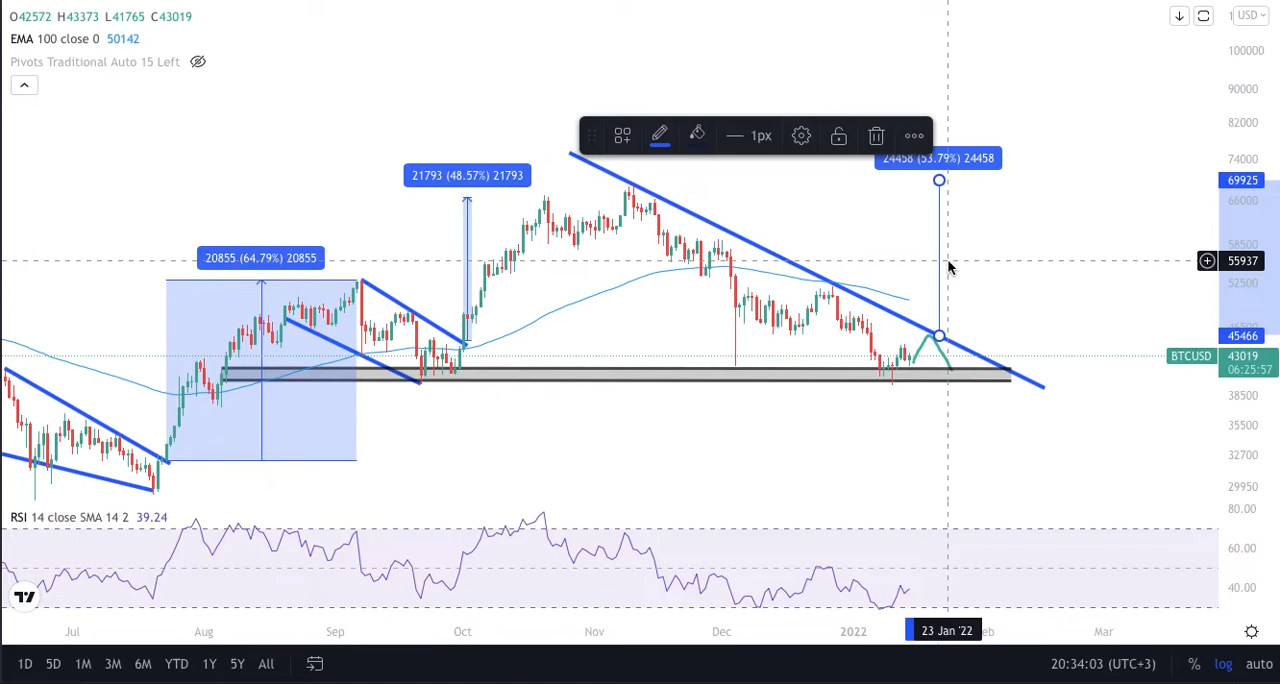 O42572 H43373 L41765 C43019
EMA 100 close 0 50142
Pivots Traditional Auto 15 Left
1px
USD
100000
90000
82000
74000
69925
66000
58500
55937
52500
45466
BTCUSD 43019
06:25:57
38500
35500
32700
29950
24458 (53.79%) 24458
21793 (48.57%) 21793
20855 (64.79%) 20855
RSI 14 close SMA 14 2 39.24
80.00
60.00
40.00
Jul Aug Sep Oct Nov Dec 2022 23 Jan '22 Mar
1D 5D 1M 3M 6M YTD 1Y 5Y All 20:34:03 (UTC+3) % log auto